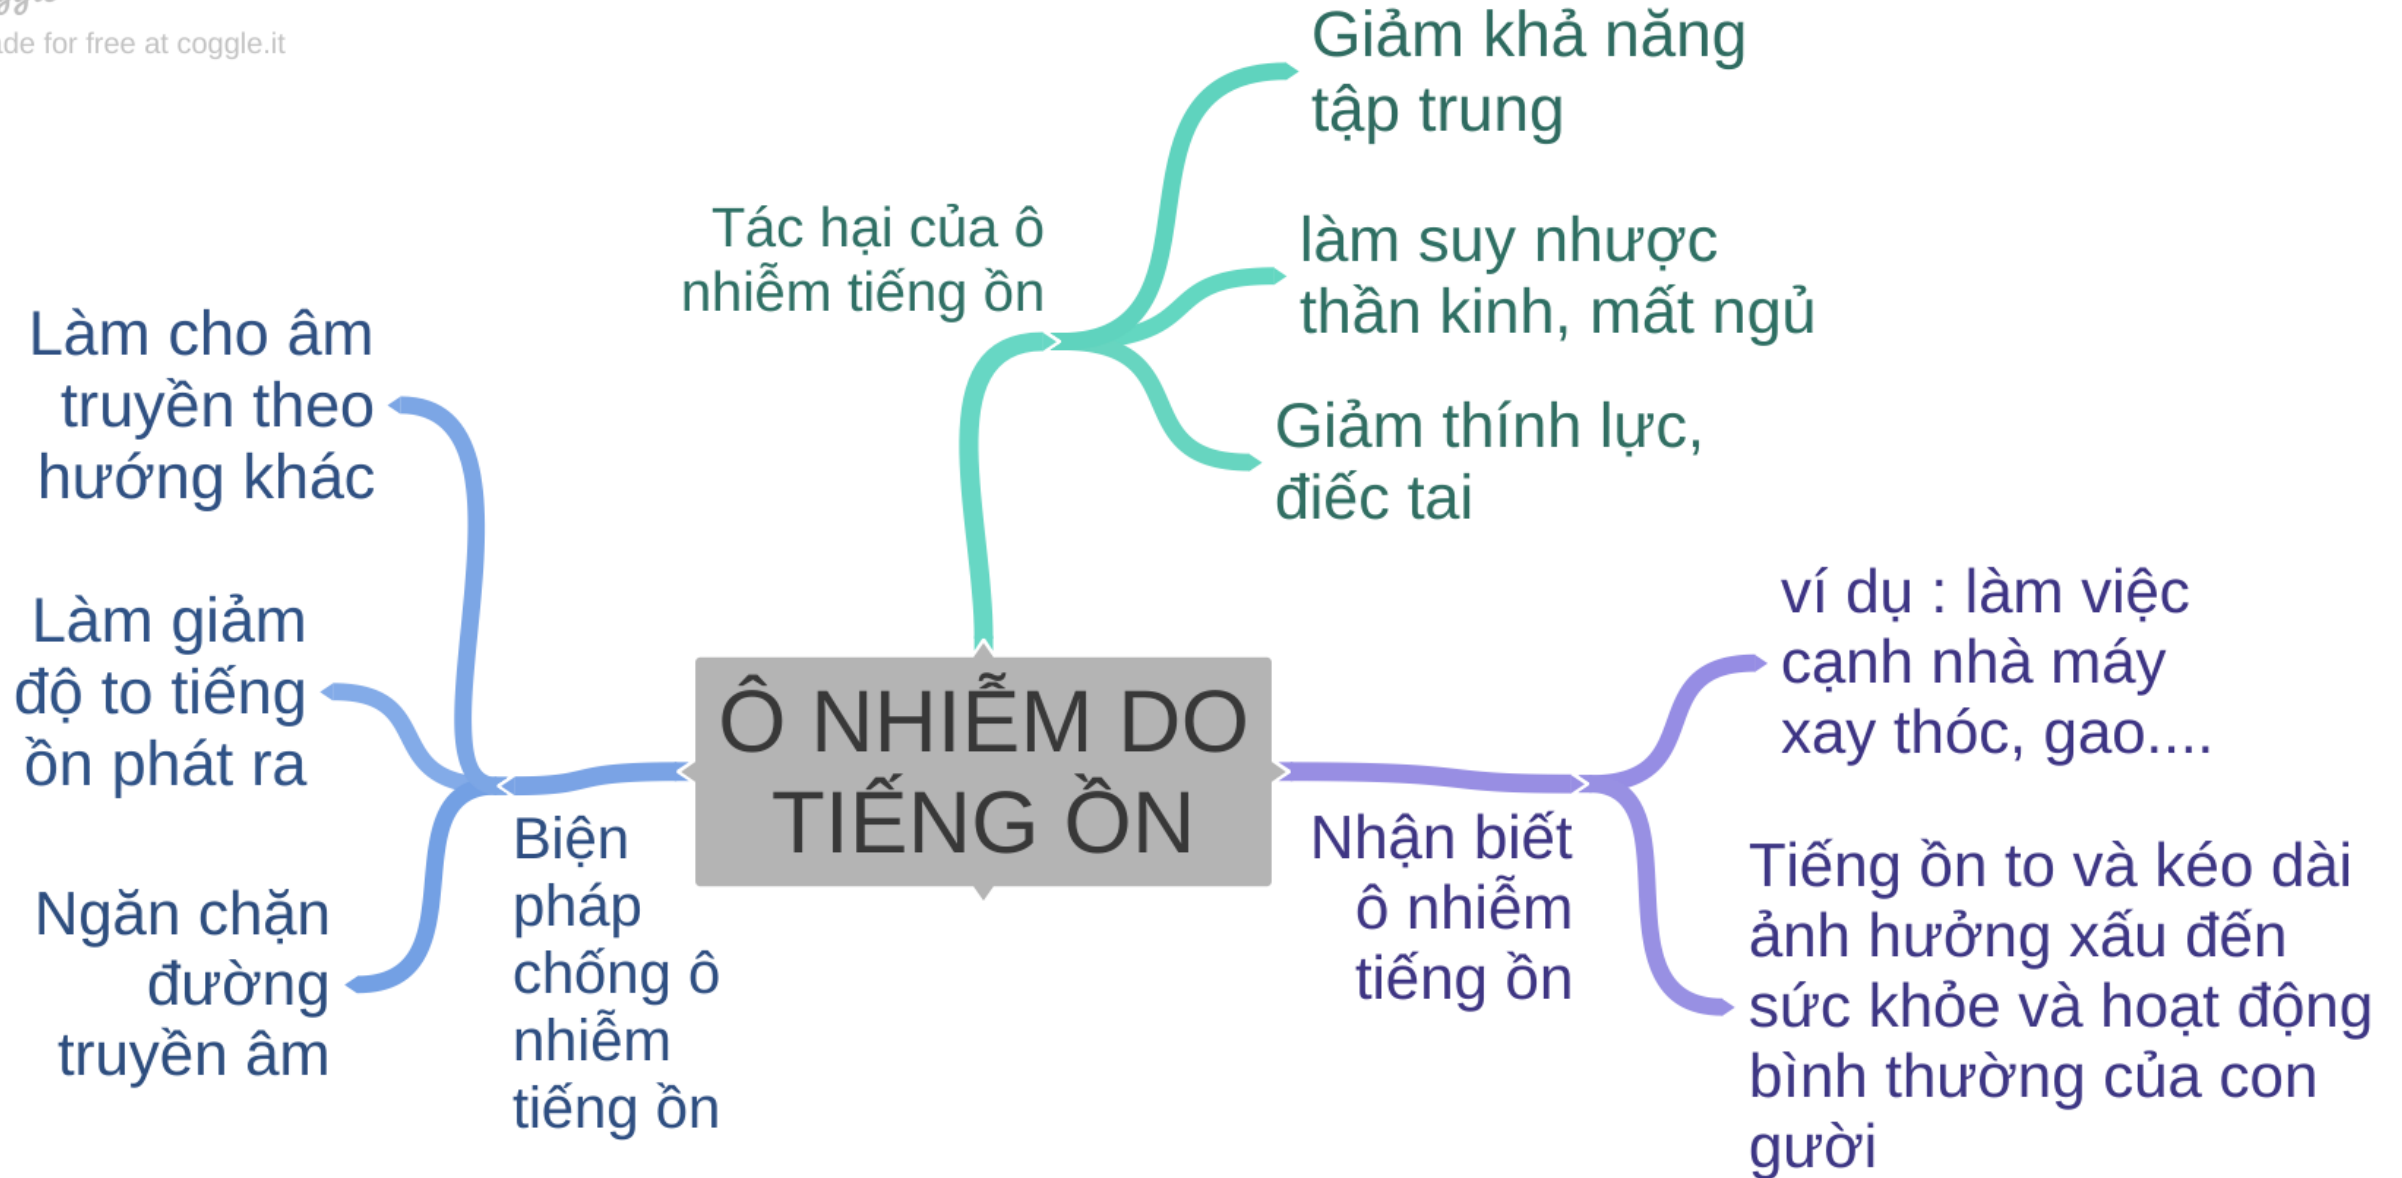 ade for free at coggle.it
Giảm khả năng
tập trung
Tác hại của ô
nhiễm tiếng ồn
làm suy nhược
thần kinh, mất ngủ
Giảm thính lực,
điếc tai
Làm cho âm
truyền theo
hướng khác
Làm giảm
độ to tiếng
ồn phát ra
Ngăn chặn
đường
truyền âm
Biện
pháp
chống ô
nhiễm
tiếng ồn
Ô NHIỄM DO
TIẾNG ỒN
Nhận biết
ô nhiễm
tiếng ồn
ví dụ : làm việc
cạnh nhà máy
xay thóc, gao....
Tiếng ồn to và kéo dài
ảnh hưởng xấu đến
sức khỏe và hoạt động
bình thường của con
gười